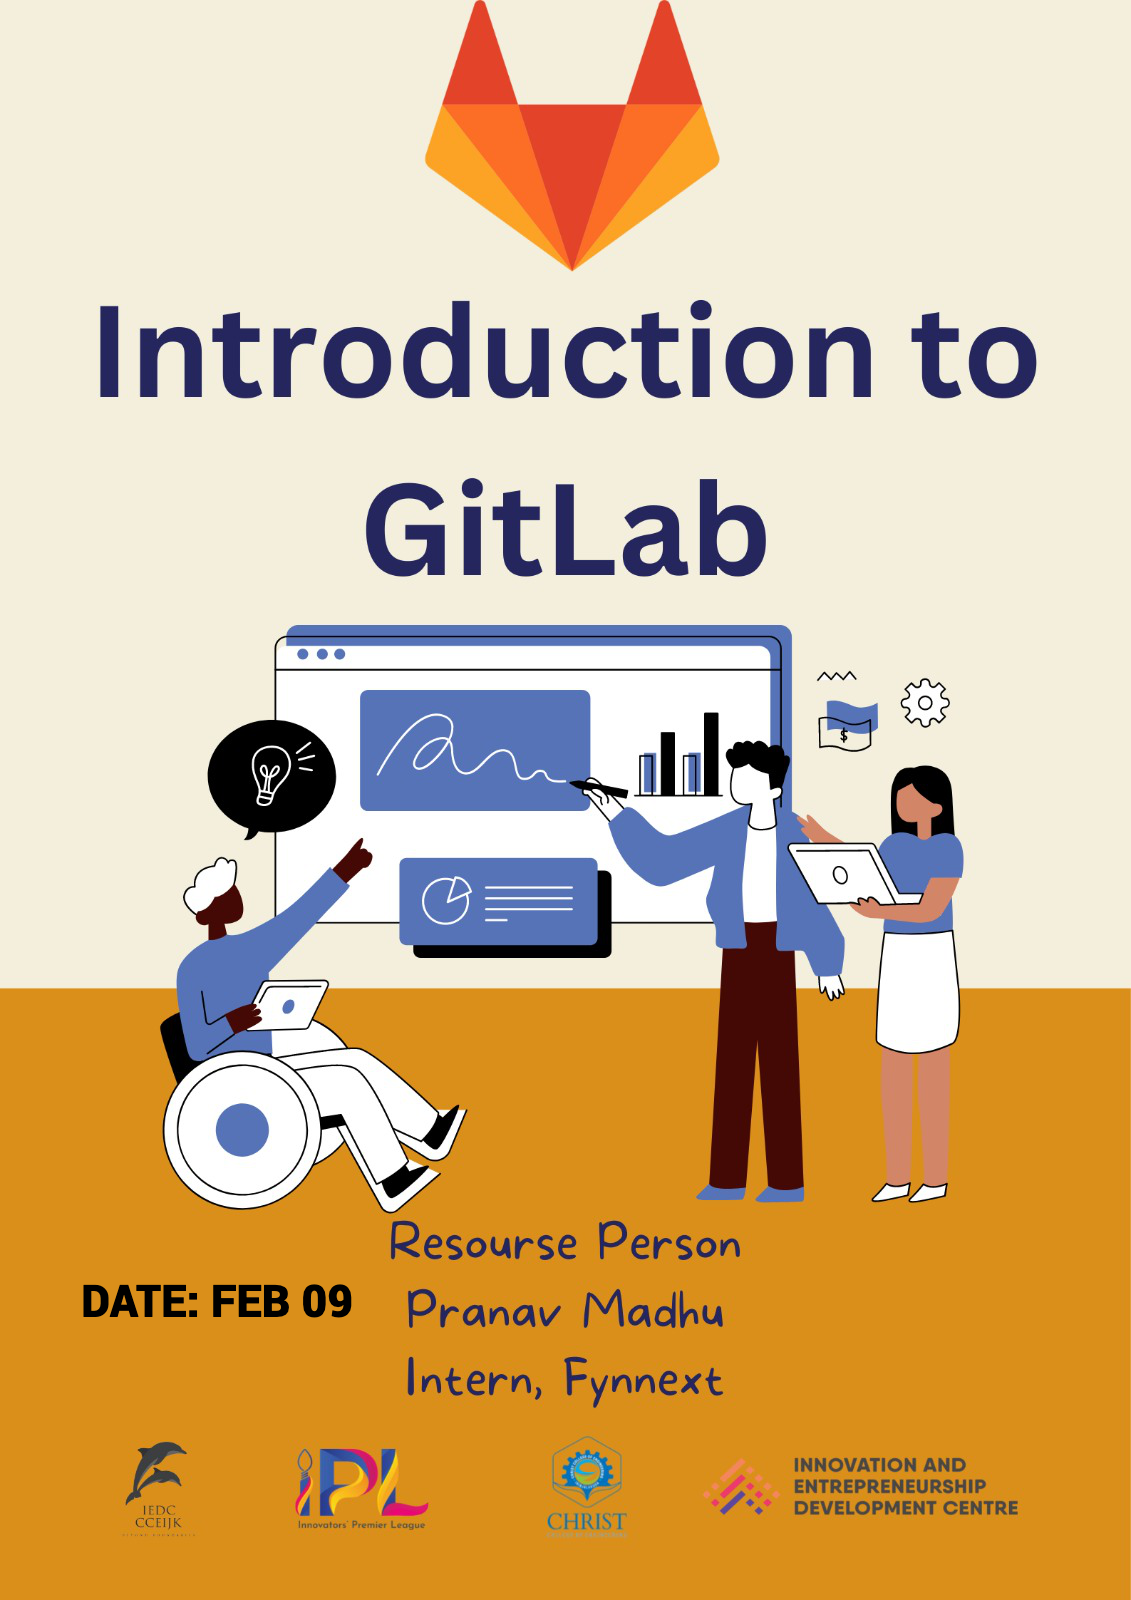 Introduction to
GitLab
$
Resourse Person
DATE: FEB 09
Pranav Madhu
Intern, Fynnext
IEDC
CCEIJK
iPL
Innovators' Premier League
CHRIST
INNOVATION AND
ENTREPRENEURSHIP
DEVELOPMENT CENTRE